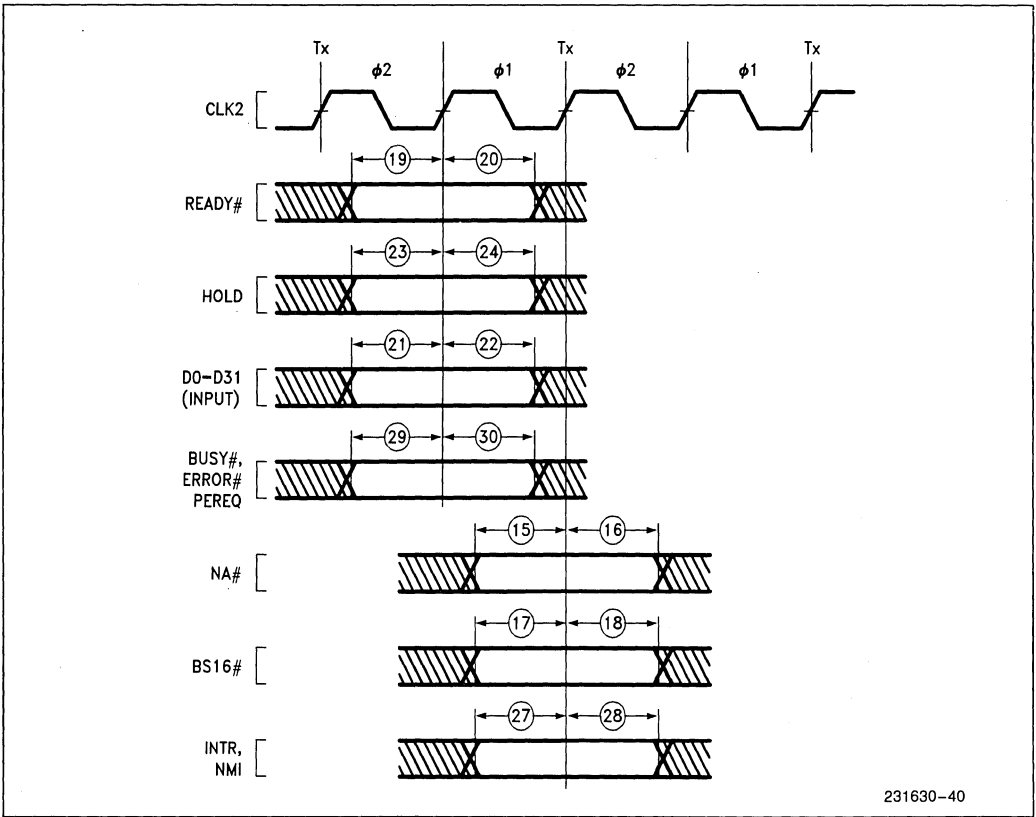 Tx Tx Tx
φ2 φ1 φ2 φ1
CLK2
19 20
READY#
23 24
HOLD
21 22
D0–D31
(INPUT)
29 30
BUSY#,
ERROR#
PEREQ
15 16
NA#
17 18
BS16#
27 28
INTR,
NMI
231630–40